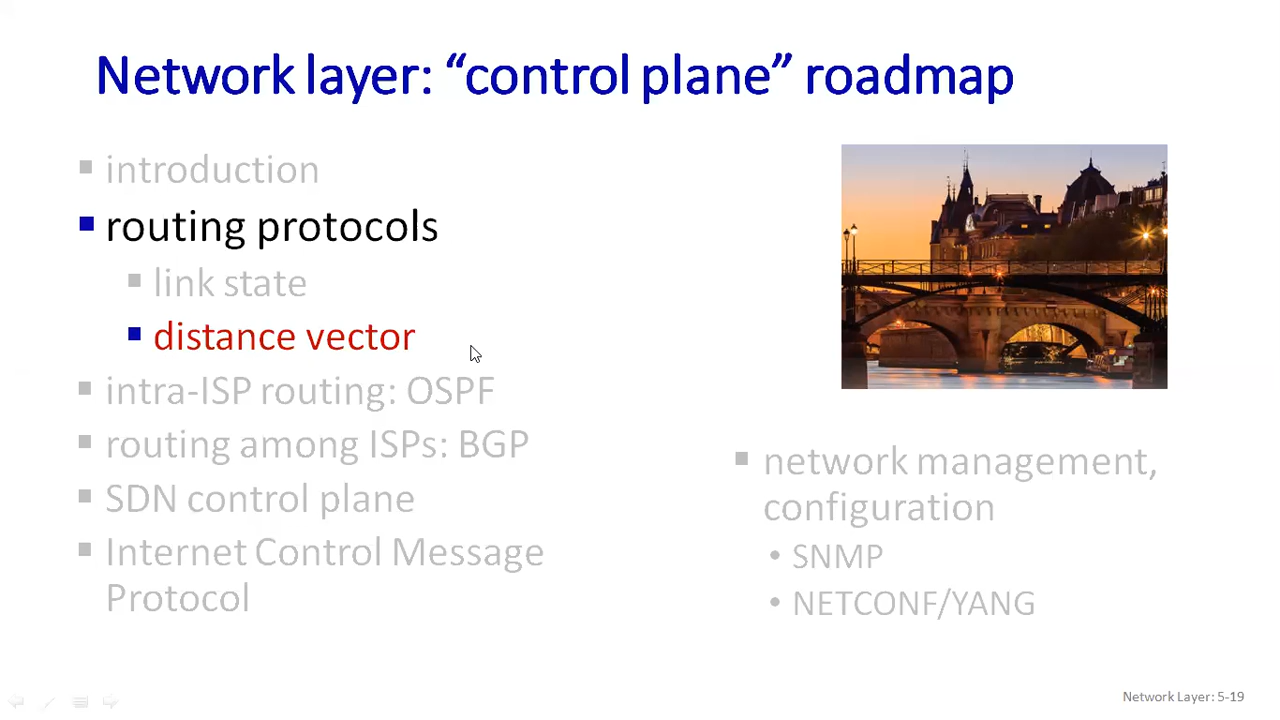 Network layer: “control plane” roadmap
introduction
routing protocols
link state
distance vector
intra-ISP routing: OSPF
routing among ISPs: BGP
SDN control plane
Internet Control Message
Protocol
network management,
configuration
SNMP
NETCONF/YANG
Network Layer: 5-19